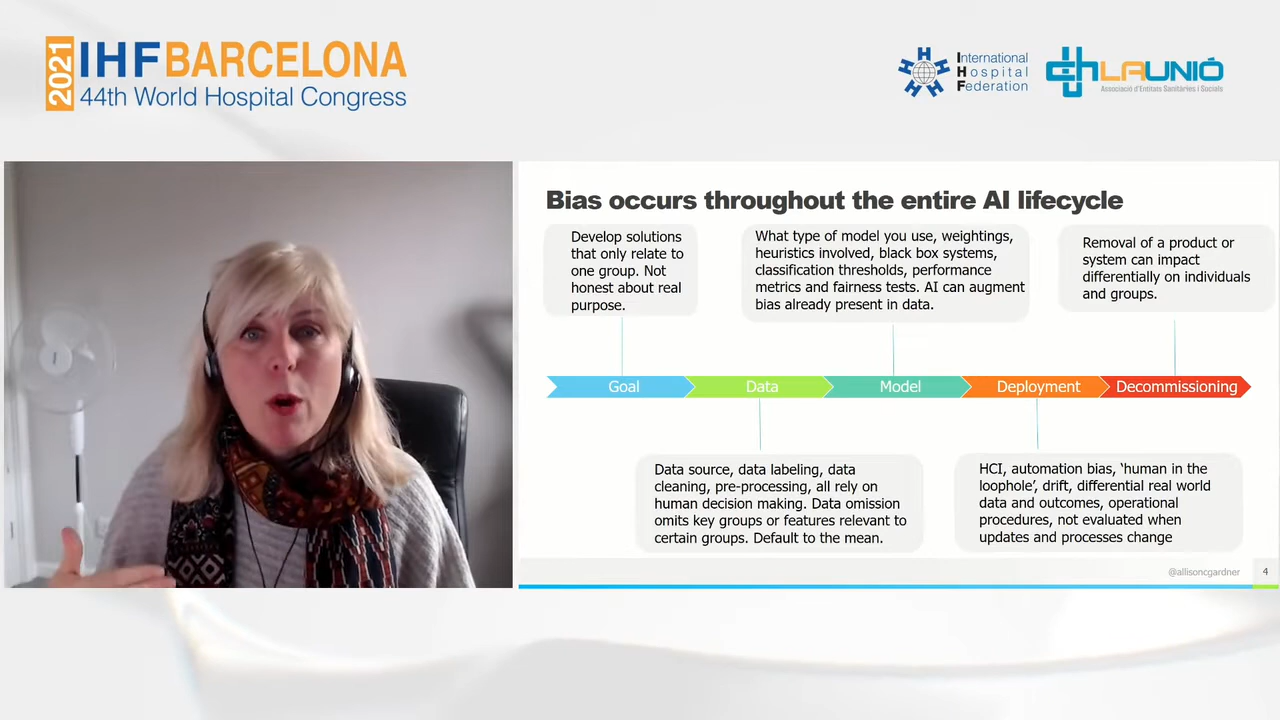 2021 IHF BARCELONA
44th World Hospital Congress
International
Hospital
Federation
LAUNIÓ
Associació d'Entitats Sanitàries i Socials
Bias occurs throughout the entire AI lifecycle
Develop solutions
that only relate to
one group. Not
honest about real
purpose.
What type of model you use, weightings,
heuristics involved, black box systems,
classification thresholds, performance
metrics and fairness tests. AI can augment
bias already present in data.
Removal of a product or
system can impact
differentially on individuals
and groups.
Goal
Data
Model
Deployment
Decommissioning
Data source, data labeling, data
cleaning, pre-processing, all rely on
human decision making. Data omission
omits key groups or features relevant to
certain groups. Default to the mean.
HCI, automation bias, ‘human in the
loophole’, drift, differential real world
data and outcomes, operational
procedures, not evaluated when
updates and processes change
@allisoncgardner
4